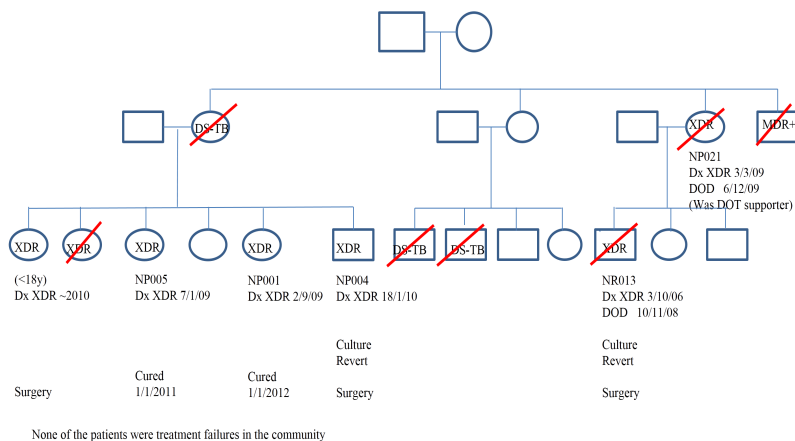 DS-TB
XDR
MDR+
NP021
Dx XDR 3/3/09
DOD 6/12/09
(Was DOT supporter)
XDR
XDR
XDR
XDR
XDR
DS-TB
DS-TB
XDR
(<18y)
Dx XDR ~2010
Surgery
NP005
Dx XDR 7/1/09
Cured
1/1/2011
NP001
Dx XDR 2/9/09
Cured
1/1/2012
NP004
Dx XDR 18/1/10
Culture
Revert
Surgery
NR013
Dx XDR 3/10/06
DOD 10/11/08
Culture
Revert
Surgery
None of the patients were treatment failures in the community